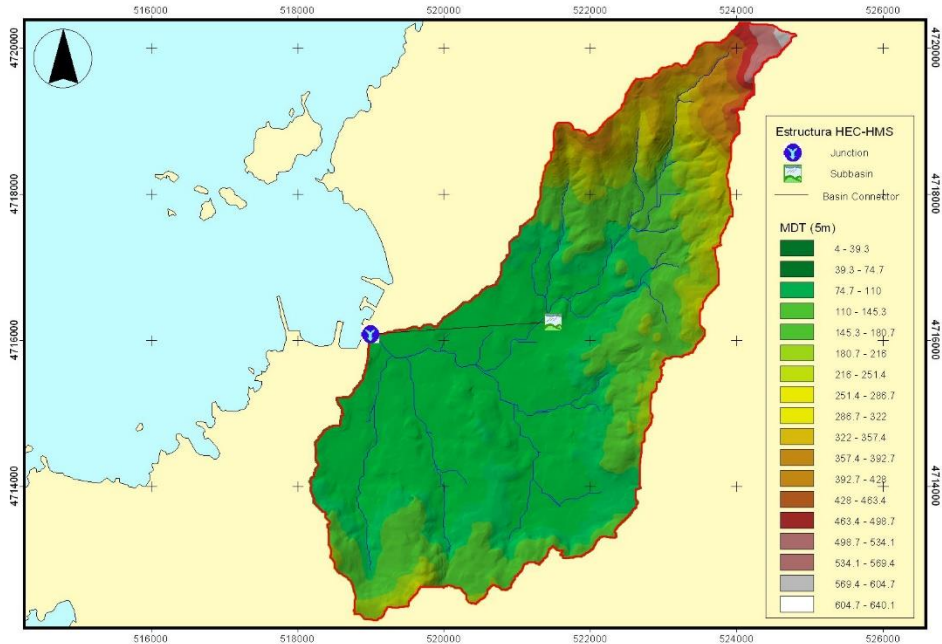 516000 518000 520000 522000 524000 526000
4720000 4720000
4718000 4718000
4716000 4716000
4714000 4714000
Estructura HEC-HMS
Junction
Subbasin
Basin Connector
MDT (5m)
4 - 39.3
39.3 - 74.7
74.7 - 110
110 - 145.3
145.3 - 180.7
180.7 - 216
216 - 251.4
251.4 - 286.7
286.7 - 322
322 - 357.4
357.4 - 392.7
392.7 - 428
428 - 463.4
463.4 - 498.7
498.7 - 534.1
534.1 - 569.4
569.4 - 604.7
604.7 - 640.1
516000 518000 520000 522000 524000 526000